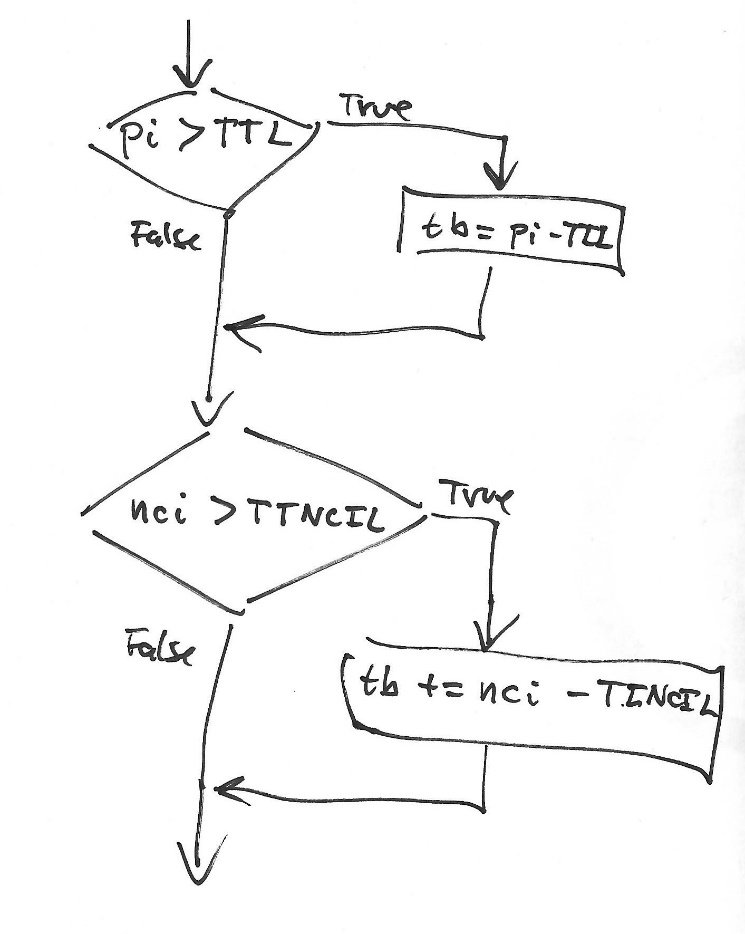 True
pi > TTL
tb = pi - TTL
False
True
nci > TTNCIL
False
tb += nci - TTNCIL